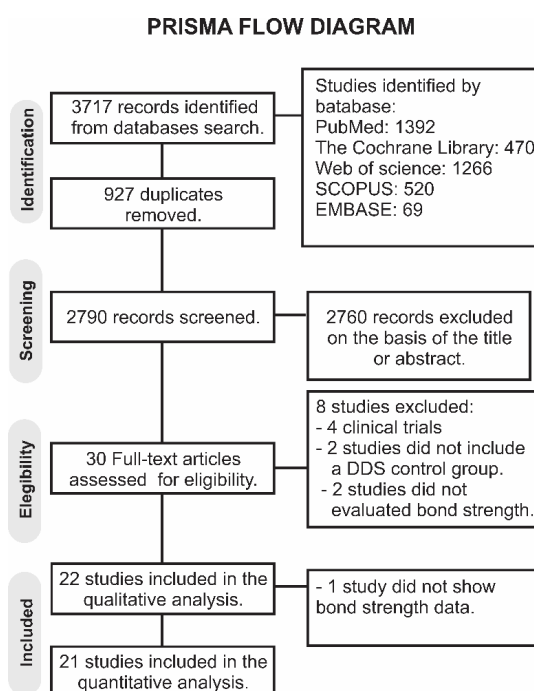 PRISMA FLOW DIAGRAM
Identification
3717 records identified
from databases search.
Studies identified by
batabase:
PubMed: 1392
The Cochrane Library: 470
Web of science: 1266
SCOPUS: 520
EMBASE: 69
927 duplicates
removed.
Screening
2790 records screened.
2760 records excluded
on the basis of the title
or abstract.
Elegibility
30 Full-text articles
assessed for eligibility.
8 studies excluded:
- 4 clinical trials
- 2 studies did not include
a DDS control group.
- 2 studies did not
evaluated bond strength.
Included
22 studies included in the
qualitative analysis.
- 1 study did not show
bond strength data.
21 studies included in the
quantitative analysis.